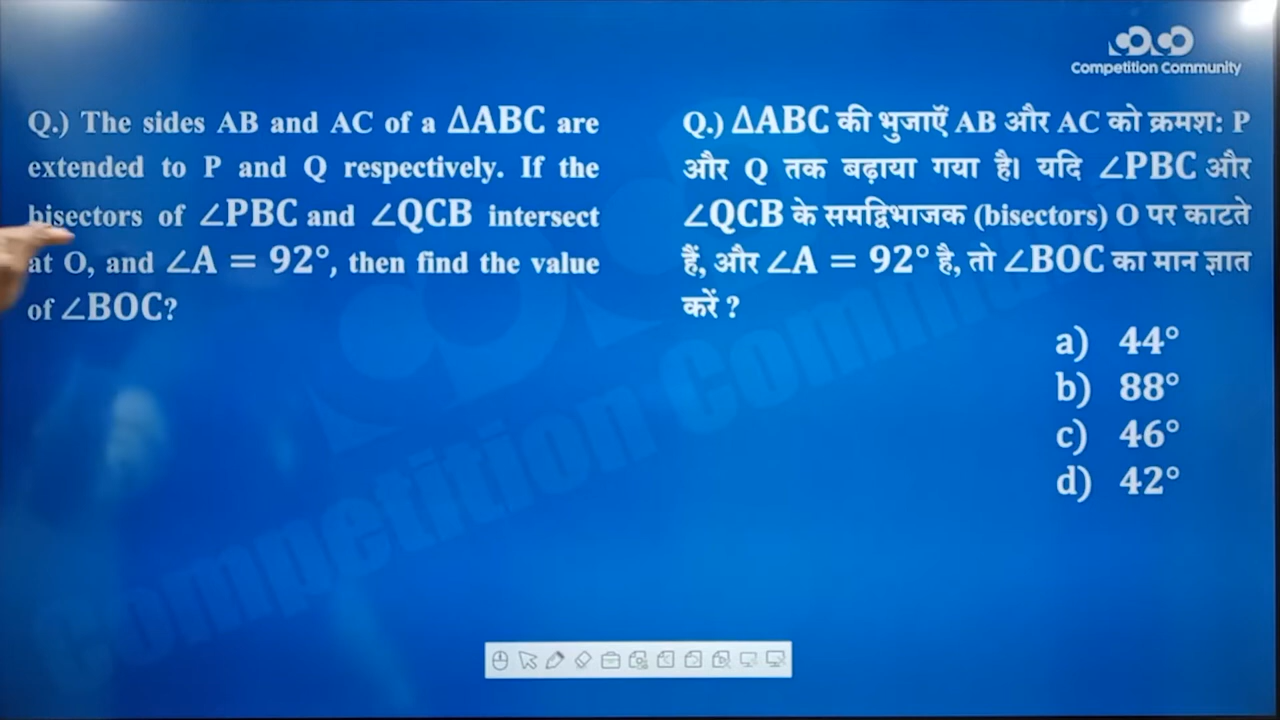 Competition Community
Q.) The sides AB and AC of a ΔABC are
extended to P and Q respectively. If the
bisectors of ∠PBC and ∠QCB intersect
at O, and ∠A = 92°, then find the value
of ∠BOC?
Q.) ΔABC की भुजाएँ AB और AC को क्रमश: P
और Q तक बढ़ाया गया है। यदि ∠PBC और
∠QCB के समद्विभाजक (bisectors) O पर काटते
हैं, और ∠A = 92° है, तो ∠BOC का मान ज्ञात
करें ?
a) 44°
b) 88°
c) 46°
d) 42°
Competition Community